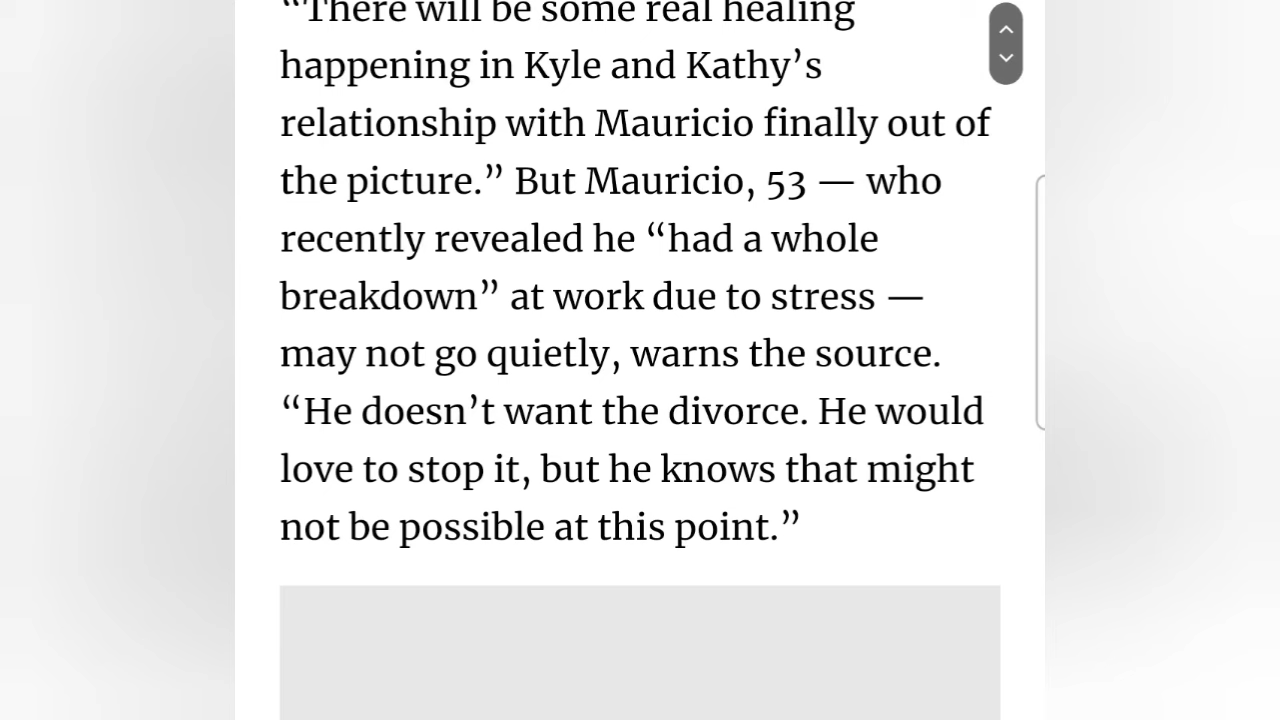 “There will be some real healing
happening in Kyle and Kathy’s
relationship with Mauricio finally out of
the picture.” But Mauricio, 53 — who
recently revealed he “had a whole
breakdown” at work due to stress —
may not go quietly, warns the source.
“He doesn’t want the divorce. He would
love to stop it, but he knows that might
not be possible at this point.”